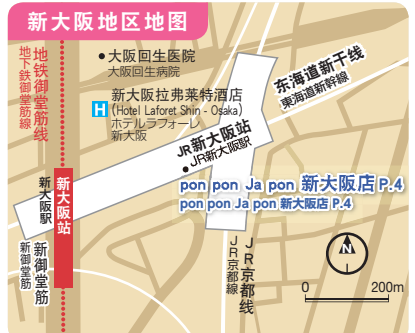 新大阪地区地图
地铁御堂筋线
地下鉄御堂筋線
大阪回生医院
大阪回生病院
H
新大阪拉弗莱特酒店
(Hotel Laforet Shin - Osaka)
ホテルラフォーレ
新大阪
东海道新干线
東海道新幹線
JR新大阪站
JR新大阪駅
新大阪站
新大阪駅
pon pon Ja pon 新大阪店 P.4
pon pon Ja pon 新大阪店 P.4
新御堂筋
新御堂筋
JR京都线
JR京都線
N
0 200m